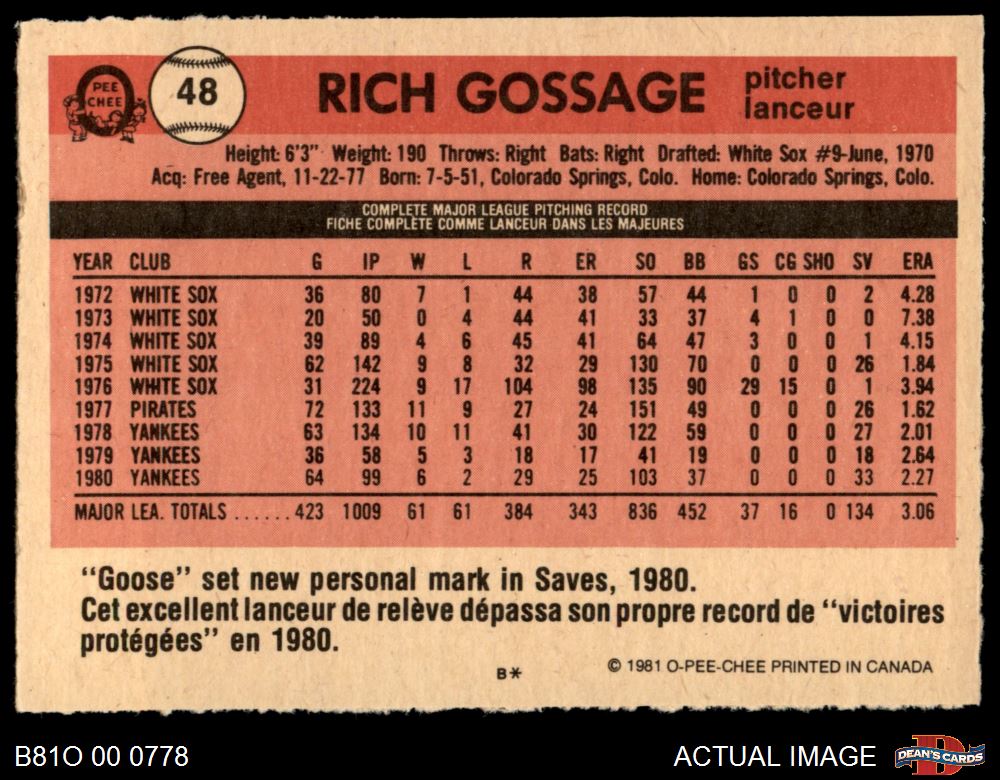 PEE
CHEE
48
RICH GOSSAGE
pitcher
lanceur
Height: 6'3" Weight: 190 Throws: Right Bats: Right Drafted: White Sox #9-June, 1970
Acq: Free Agent, 11-22-77 Born: 7-5-51, Colorado Springs, Colo. Home: Colorado Springs, Colo.
COMPLETE MAJOR LEAGUE PITCHING RECORD
FICHE COMPLÈTE COMME LANCEUR DANS LES MAJEURES
YEAR CLUB G IP W L R ER SO BB GS CG SHO SV ERA
1972 WHITE SOX 36 80 7 1 44 38 57 44 1 0 0 2 4.28
1973 WHITE SOX 20 50 0 4 44 41 33 37 4 1 0 0 7.38
1974 WHITE SOX 39 89 4 6 45 41 64 47 3 0 0 1 4.15
1975 WHITE SOX 62 142 9 8 32 29 130 70 0 0 0 26 1.84
1976 WHITE SOX 31 224 9 17 104 98 135 90 29 15 0 1 3.94
1977 PIRATES 72 133 11 9 27 24 151 49 0 0 0 26 1.62
1978 YANKEES 63 134 10 11 41 30 122 59 0 0 0 27 2.01
1979 YANKEES 36 58 5 3 18 17 41 19 0 0 0 18 2.64
1980 YANKEES 64 99 6 2 29 25 103 37 0 0 0 33 2.27
MAJOR LEA. TOTALS ......423 1009 61 61 384 343 836 452 37 16 0 134 3.06
"Goose" set new personal mark in Saves, 1980.
Cet excellent lanceur de relève dépassa son propre record de "victoires
protégées" en 1980.
B*
© 1981 O-PEE-CHEE PRINTED IN CANADA
B81O 00 0778
ACTUAL IMAGE
DEAN'S CARDS